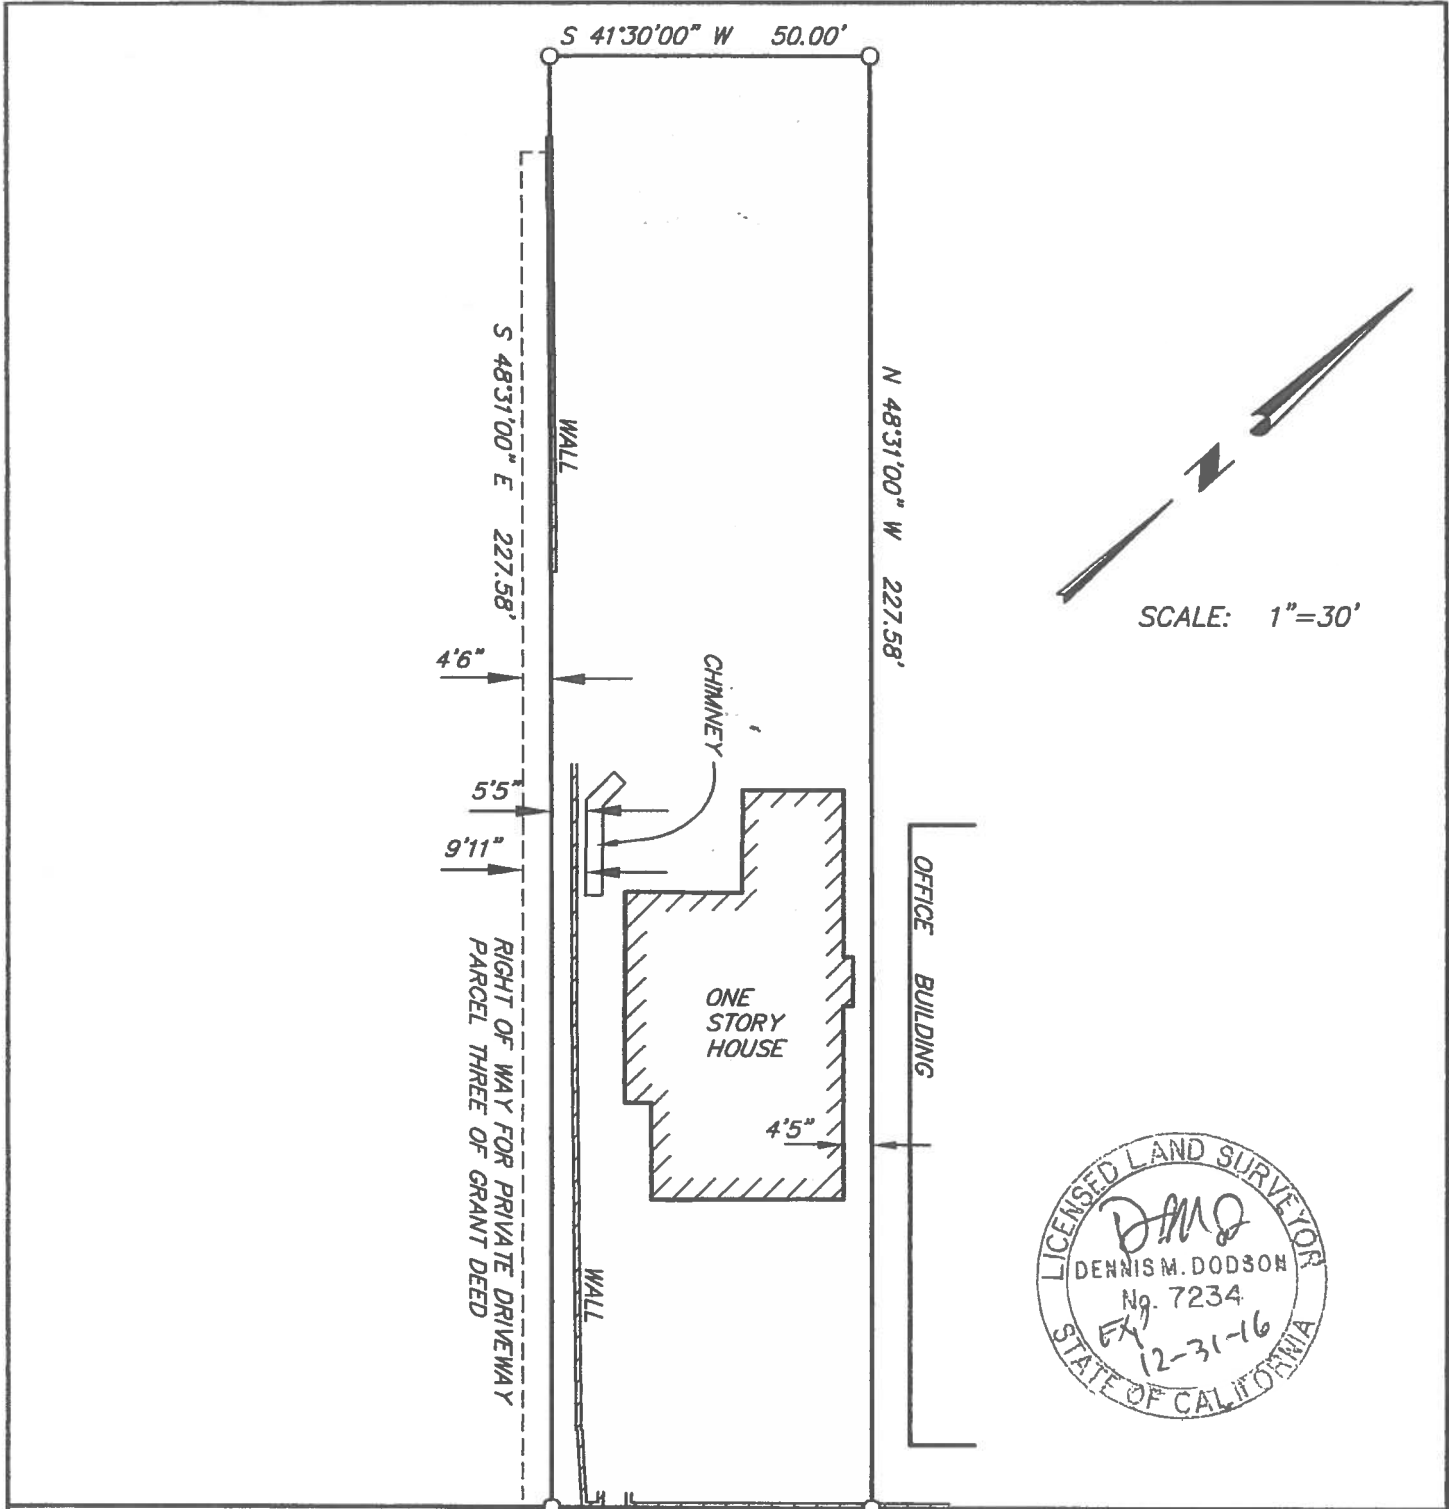 S 41°30'00" W 50.00'
S 48°31'00" E 227.58'
WALL
N 48°31'00" W 227.58'
N
SCALE: 1"=30'
4'6"
CHIMNEY
5'5"
9'11"
OFFICE BUILDING
RIGHT OF WAY FOR PRIVATE DRIVEWAY
PARCEL THREE OF GRANT DEED
ONE
STORY
HOUSE
4'5"
WALL
LICENSED LAND SURVEYOR
DENNIS M. DODSON
No. 7234
Exp
12-31-16
STATE OF CALIFORNIA